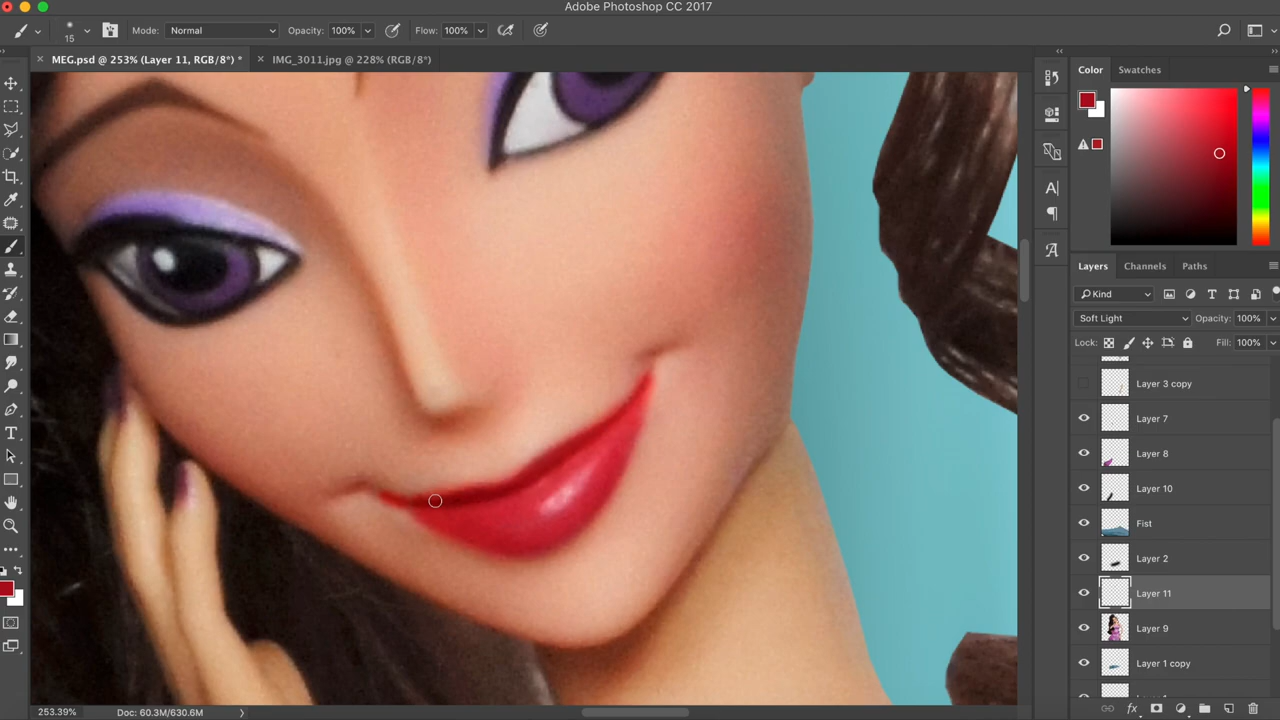 Adobe Photoshop CC 2017
15 Mode: Normal Opacity: 100% Flow: 100%
MEG.psd @ 253% (Layer 11, RGB/8*) * IMG_3011.jpg @ 228% (RGB/8*)
Color Swatches
Layers Channels Paths
Kind
Soft Light Opacity: 100%
Lock: Fill: 100%
Layer 3 copy
Layer 7
Layer 8
Layer 10
Fist
Layer 2
Layer 11
Layer 9
Layer 1 copy
253.39% Doc: 60.3M/630.6M